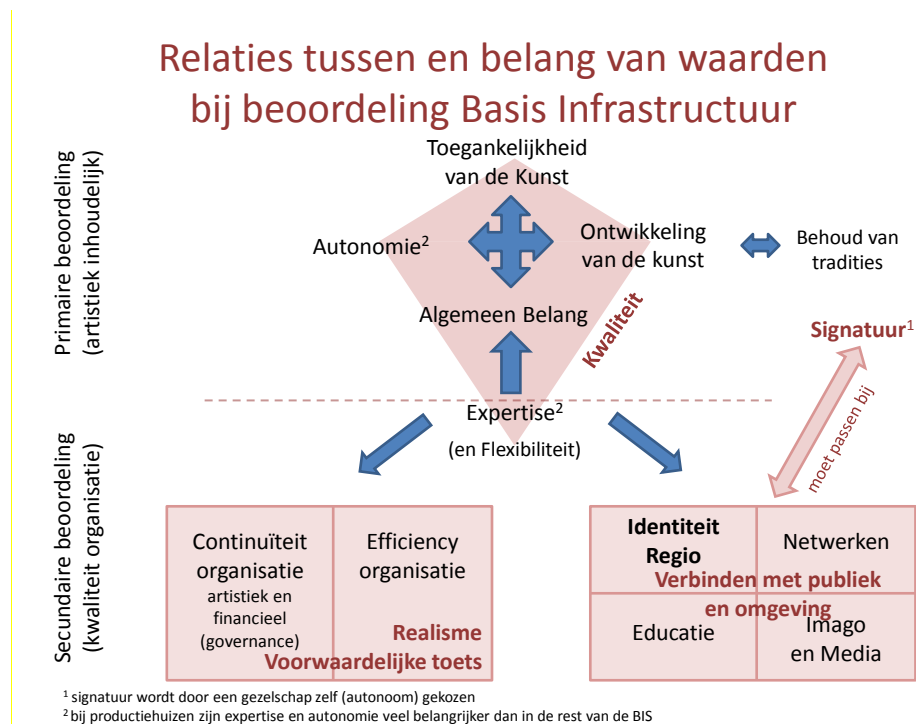 Relaties tussen en belang van waarden
bij beoordeling Basis Infrastructuur
Primaire beoordeling
(artistiek inhoudelijk)
Toegankelijkheid
van de Kunst
Autonomie²
Ontwikkeling
van de kunst
Behoud van
tradities
Algemeen Belang
Kwaliteit
Signatuur¹
moet passen bij
Expertise²
(en Flexibiliteit)
Secundaire beoordeling
(kwaliteit organisatie)
Continuïteit
organisatie
artistiek en
financieel
(governance)
Efficiency
organisatie
Realisme
Voorwaardelijke toets
Identiteit
Regio
Netwerken
Verbinden met publiek
en omgeving
Educatie
Imago
en Media
¹ signatuur wordt door een gezelschap zelf (autonoom) gekozen
² bij productiehuizen zijn expertise en autonomie veel belangrijker dan in de rest van de BIS